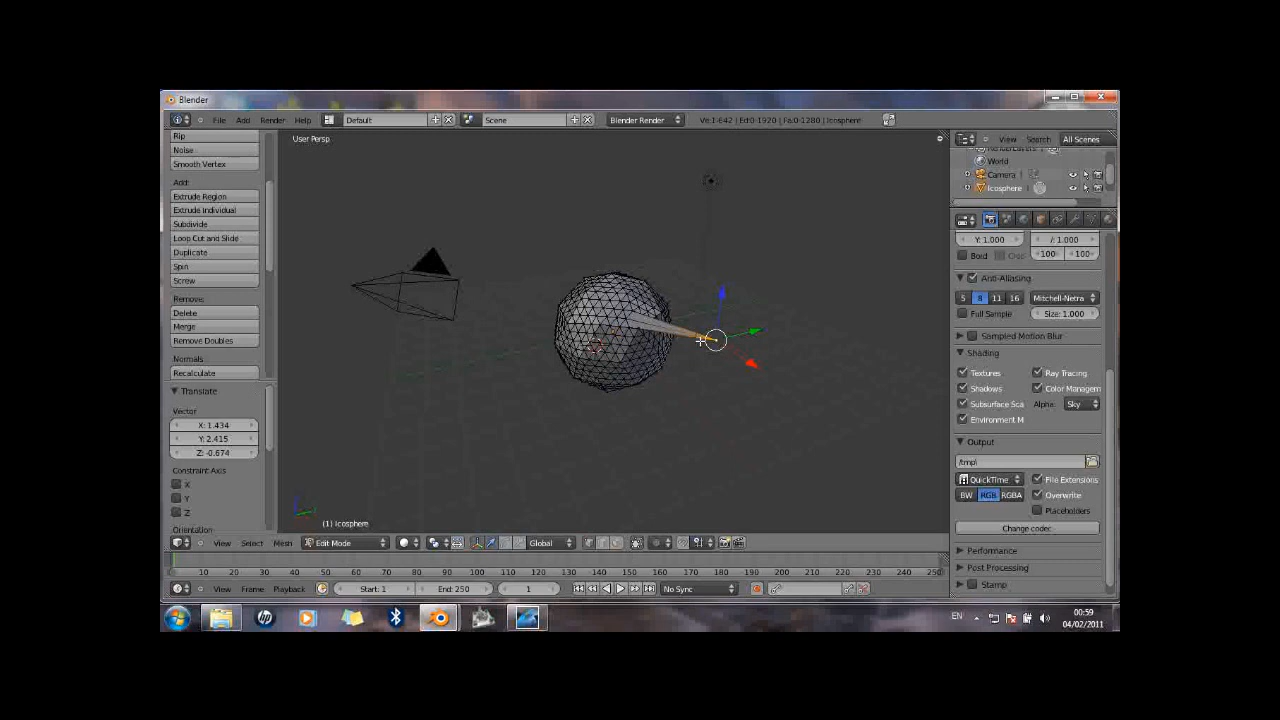 Blender
File Add Render Help Default Scene Blender Render Ve:1-642 | Ed:0-1920 | Fa:0-1280 | Icosphere
View Search All Scenes
User Persp
Rip
Noise
Smooth Vertex
Add:
Extrude Region
Extrude Individual
Subdivide
Loop Cut and Slide
Duplicate
Spin
Screw
Remove:
Delete
Merge
Remove Doubles
Normals:
Recalculate
Translate
Vector
X: 1.434
Y: 2.415
Z: -0.674
Constraint Axis
X
Y
Z
Orientation
(1) Icosphere
View Select Mesh Edit Mode Global
10 20 30 40 50 60 70 80 90 100 110 120 130 140 150 160 170 180 190 200 210 220 230 240 250
View Frame Playback Start: 1 End: 250 1 No Sync
World
Camera
Icosphere
Y: 1.000 1.000
Bord 100 100
Anti-Aliasing
5 8 11 16 Mitchell-Netra
Full Sample Size: 1.000
Sampled Motion Blur
Shading
Textures Ray Tracing
Shadows Color Managem
Subsurface Sca Alpha: Sky
Environment M
Output
/tmp\
QuickTime File Extensions
BW RGB RGBA Overwrite
Placeholders
Change codec
Performance
Post Processing
Stamp
EN
00:59
04/02/2011